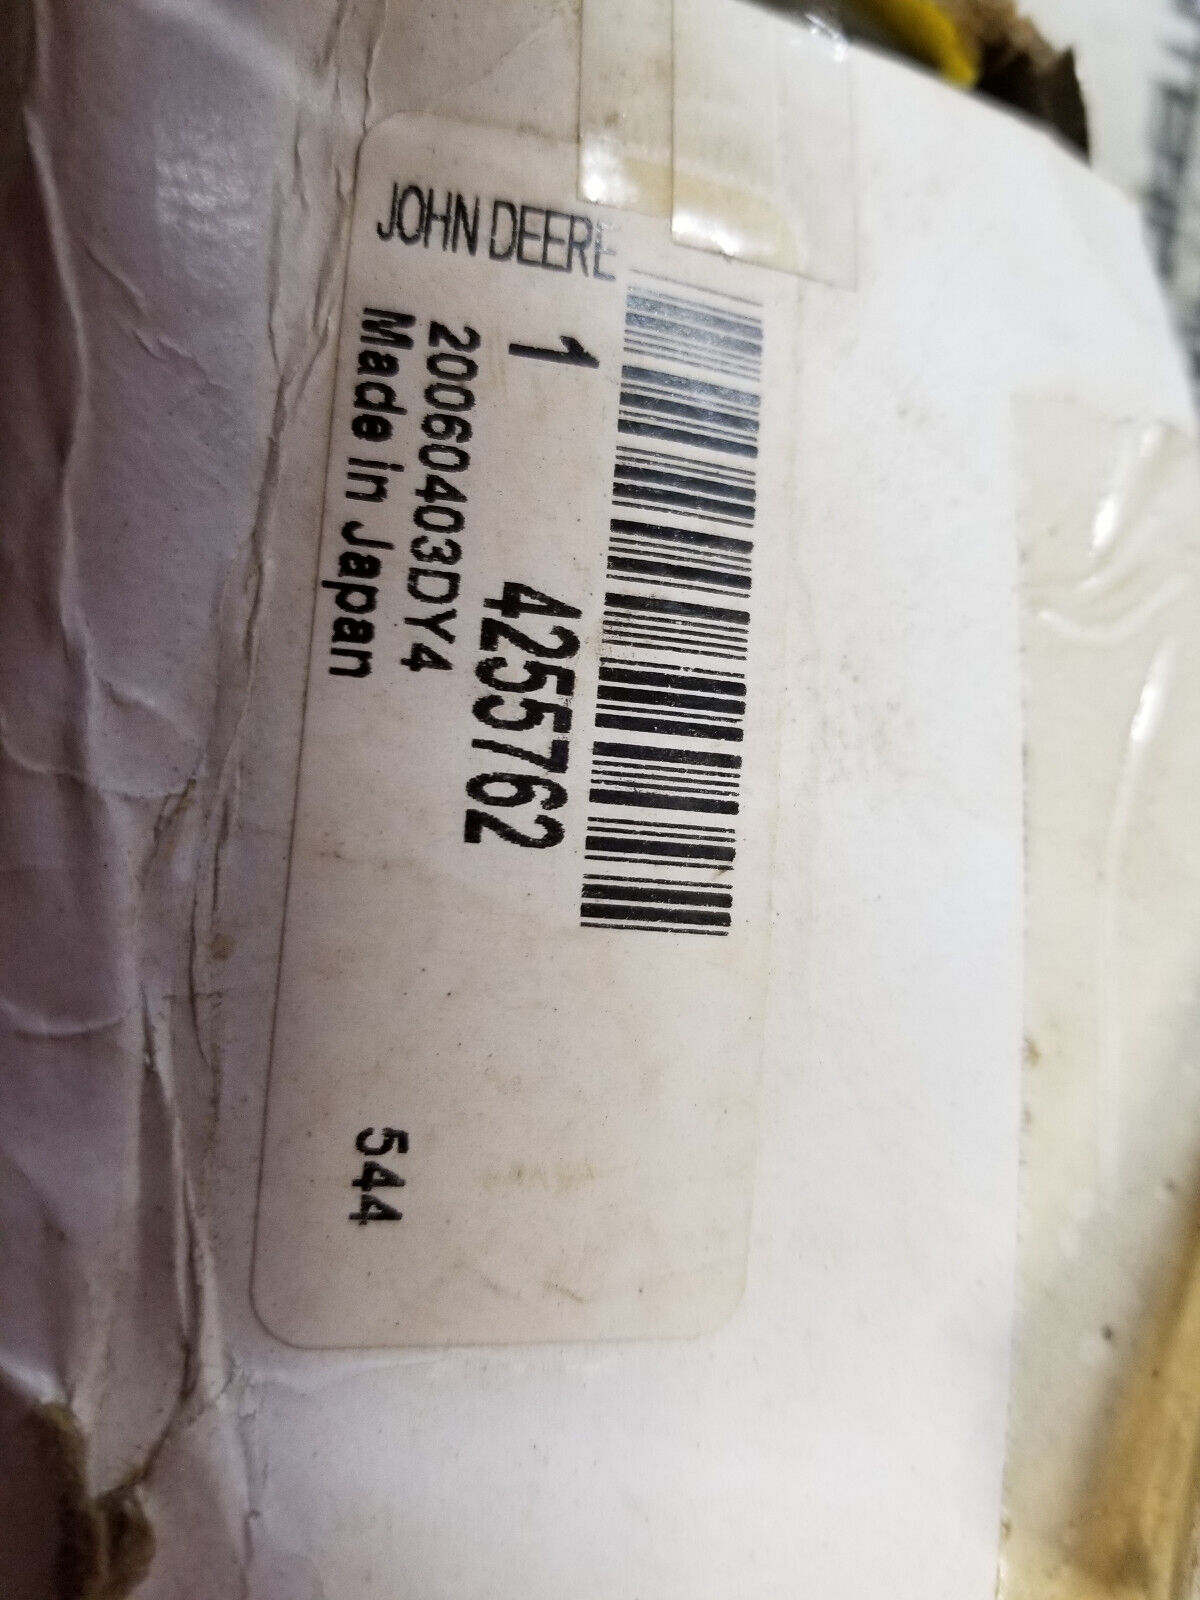 JOHN DEERE
1
4255762
20060403DY4
Made in Japan
544